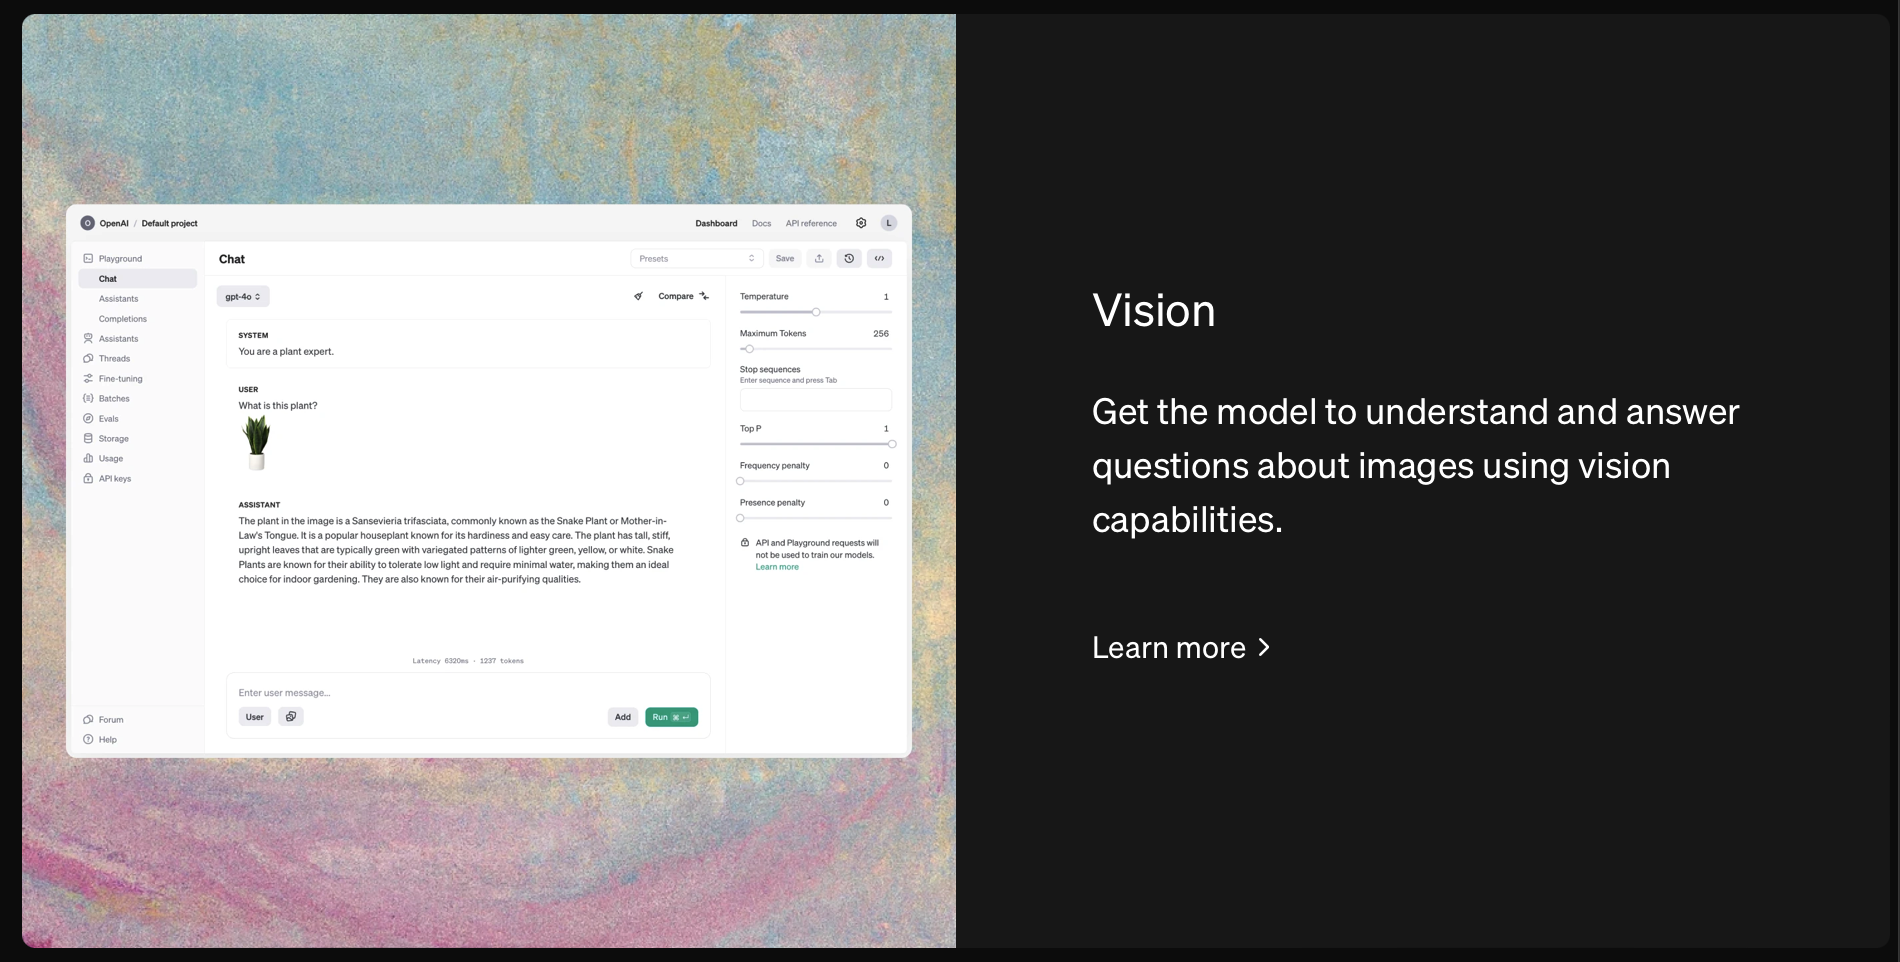 O OpenAI / Default project
Dashboard Docs API reference L
Playground
Chat
Assistants
Completions
Assistants
Threads
Fine-tuning
Batches
Evals
Storage
Usage
API keys
Forum
Help
Chat
Presets Save
gpt-4o
Compare
SYSTEM
You are a plant expert.
USER
What is this plant?
ASSISTANT
The plant in the image is a Sansevieria trifasciata, commonly known as the Snake Plant or Mother-in-
Law's Tongue. It is a popular houseplant known for its hardiness and easy care. The plant has tall, stiff,
upright leaves that are typically green with variegated patterns of lighter green, yellow, or white. Snake
Plants are known for their ability to tolerate low light and require minimal water, making them an ideal
choice for indoor gardening. They are also known for their air-purifying qualities.
Latency 6320ms · 1237 tokens
Enter user message...
User Add Run ⌘ ↵
Temperature 1
Maximum Tokens 256
Stop sequences
Enter sequence and press Tab
Top P 1
Frequency penalty 0
Presence penalty 0
API and Playground requests will
not be used to train our models.
Learn more
Vision
Get the model to understand and answer
questions about images using vision
capabilities.
Learn more